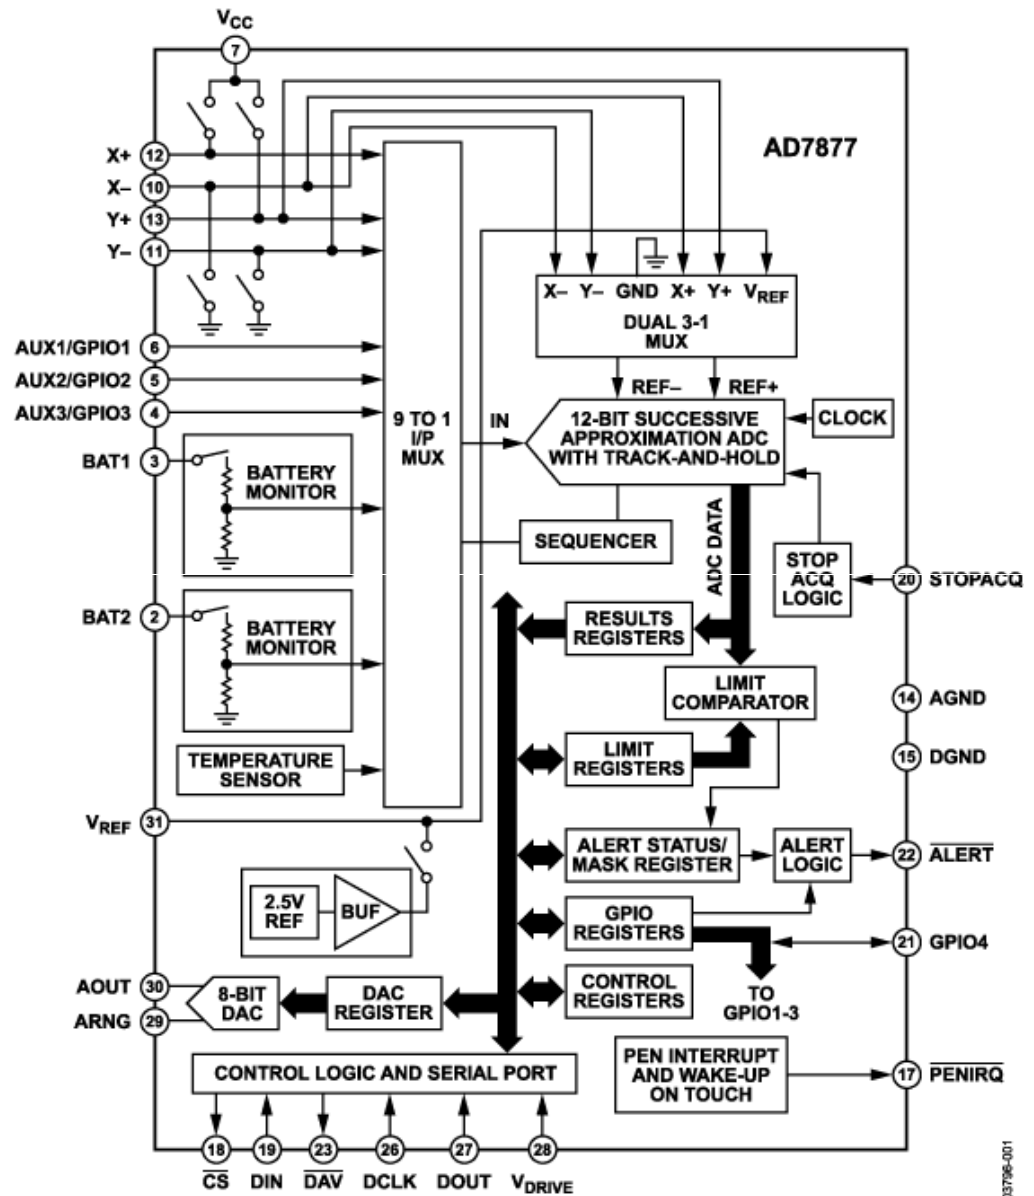 VCC
7
AD7877
X+ 12
X– 10
Y+ 13
Y– 11
X– Y– GND X+ Y+ VREF
DUAL 3-1
MUX
AUX1/GPIO1 6
AUX2/GPIO2 5
AUX3/GPIO3 4
REF– REF+
9 TO 1
I/P
MUX
IN
12-BIT SUCCESSIVE
APPROXIMATION ADC
WITH TRACK-AND-HOLD
CLOCK
BAT1 3
BATTERY
MONITOR
SEQUENCER
ADC DATA
STOP
ACQ
LOGIC
20 STOPACQ
BAT2 2
BATTERY
MONITOR
RESULTS
REGISTERS
LIMIT
COMPARATOR
14 AGND
LIMIT
REGISTERS
15 DGND
TEMPERATURE
SENSOR
VREF 31
ALERT STATUS/
MASK REGISTER
ALERT
LOGIC
22 ALERT
2.5V
REF
BUF
GPIO
REGISTERS
21 GPIO4
TO
GPIO1-3
CONTROL
REGISTERS
AOUT 30
ARNG 29
8-BIT
DAC
DAC
REGISTER
CONTROL LOGIC AND SERIAL PORT
PEN INTERRUPT
AND WAKE-UP
ON TOUCH
17 PENIRQ
18 19 23 26 27 28
CS DIN DAV DCLK DOUT VDRIVE
03796-001